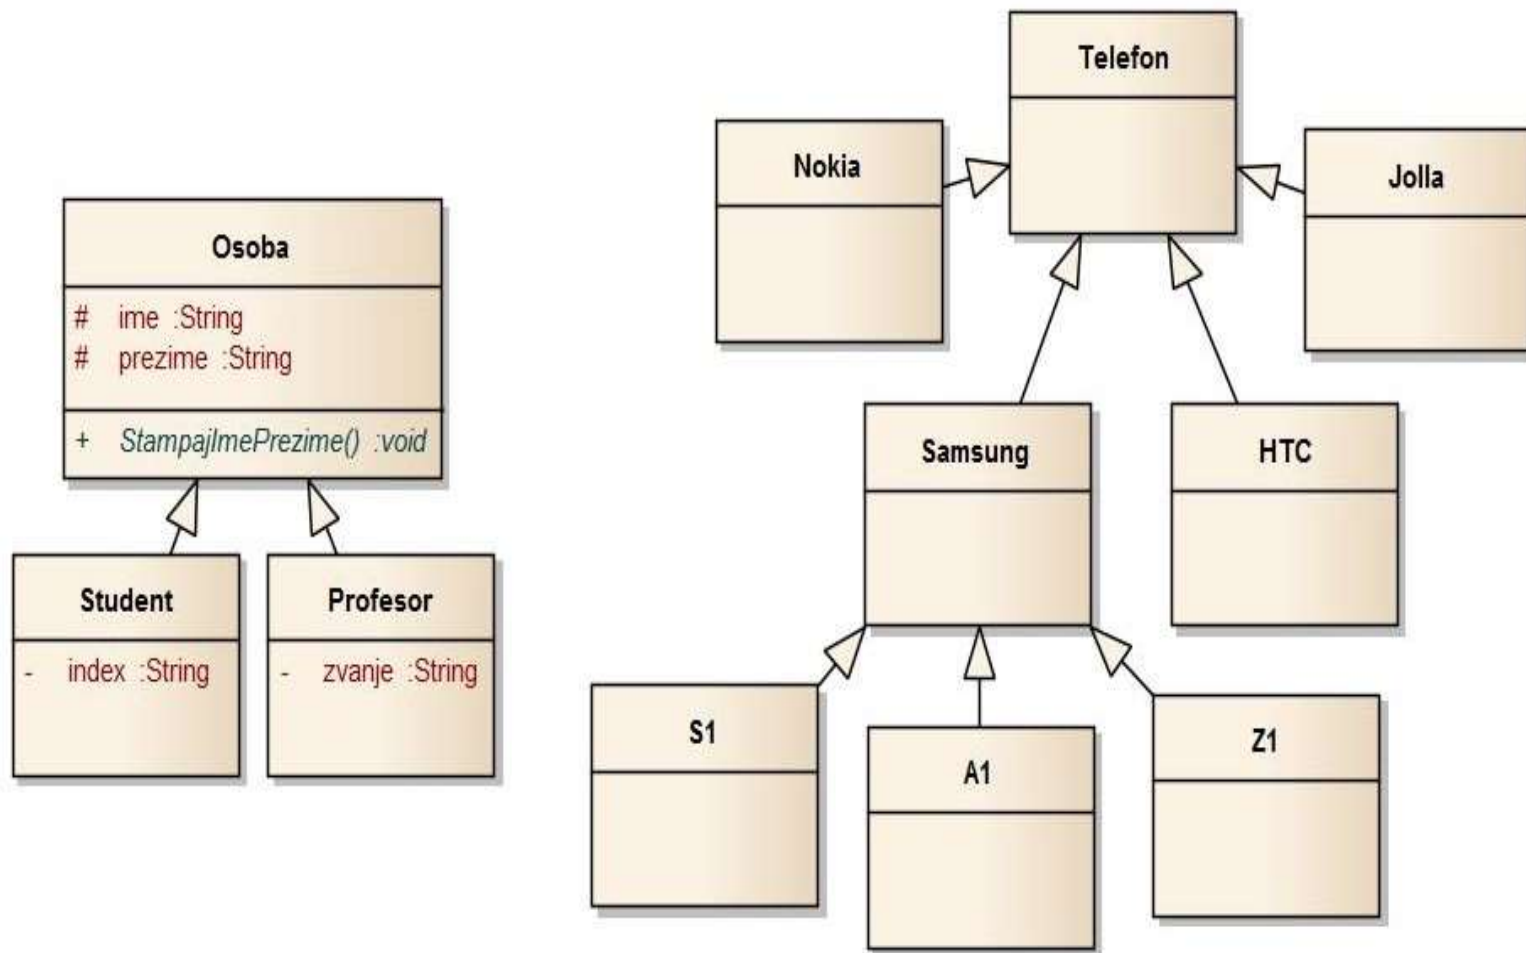 Osoba
# ime :String
# prezime :String
+ StampajImePrezime() :void
Student
- index :String
Profesor
- zvanje :String
Telefon
Nokia
Jolla
Samsung
HTC
S1
A1
Z1